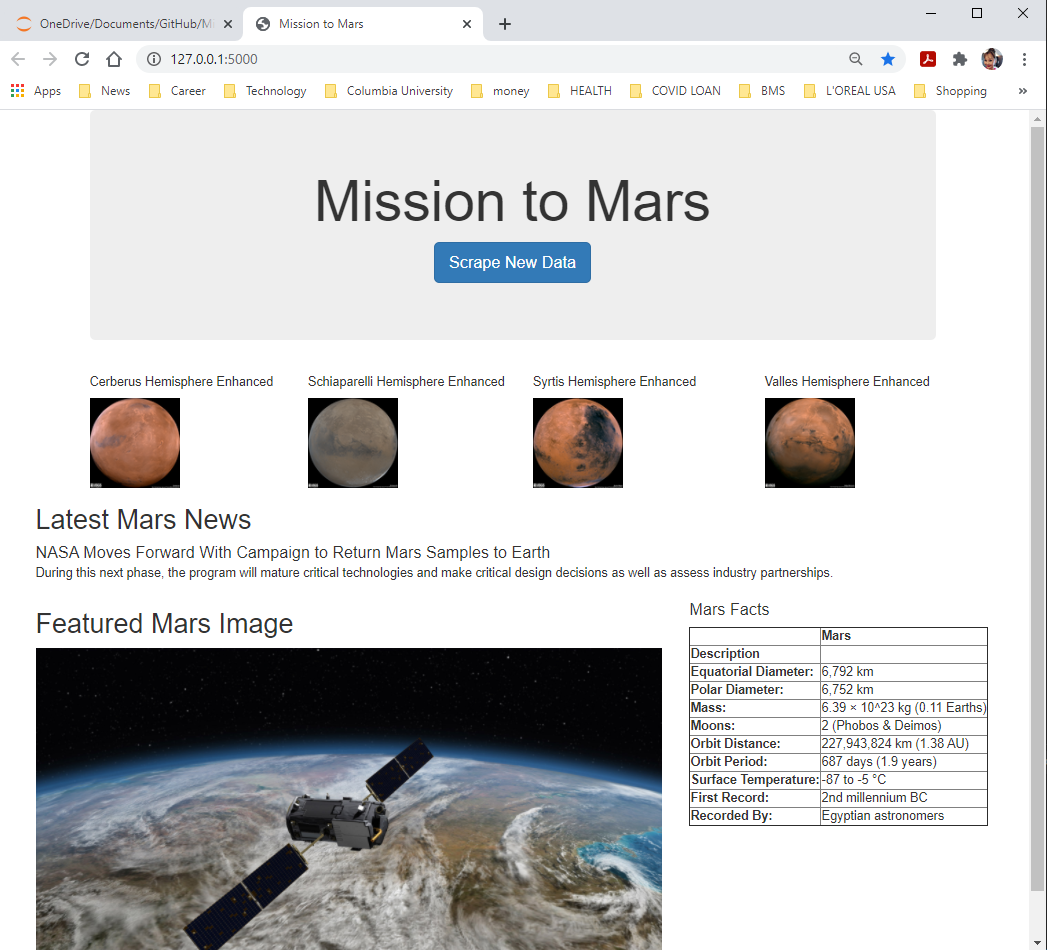 OneDrive/Documents/GitHub/Mi
Mission to Mars
127.0.0.1:5000
Apps News Career Technology Columbia University money HEALTH COVID LOAN BMS L'OREAL USA Shopping »
Mission to Mars
Scrape New Data
Cerberus Hemisphere Enhanced Schiaparelli Hemisphere Enhanced Syrtis Hemisphere Enhanced Valles Hemisphere Enhanced
Latest Mars News
NASA Moves Forward With Campaign to Return Mars Samples to Earth
During this next phase, the program will mature critical technologies and make critical design decisions as well as assess industry partnerships.
Featured Mars Image
Mars Facts
Mars
Description
Equatorial Diameter: 6,792 km
Polar Diameter: 6,752 km
Mass: 6.39 × 10^23 kg (0.11 Earths)
Moons: 2 (Phobos & Deimos)
Orbit Distance: 227,943,824 km (1.38 AU)
Orbit Period: 687 days (1.9 years)
Surface Temperature: -87 to -5 °C
First Record: 2nd millennium BC
Recorded By: Egyptian astronomers